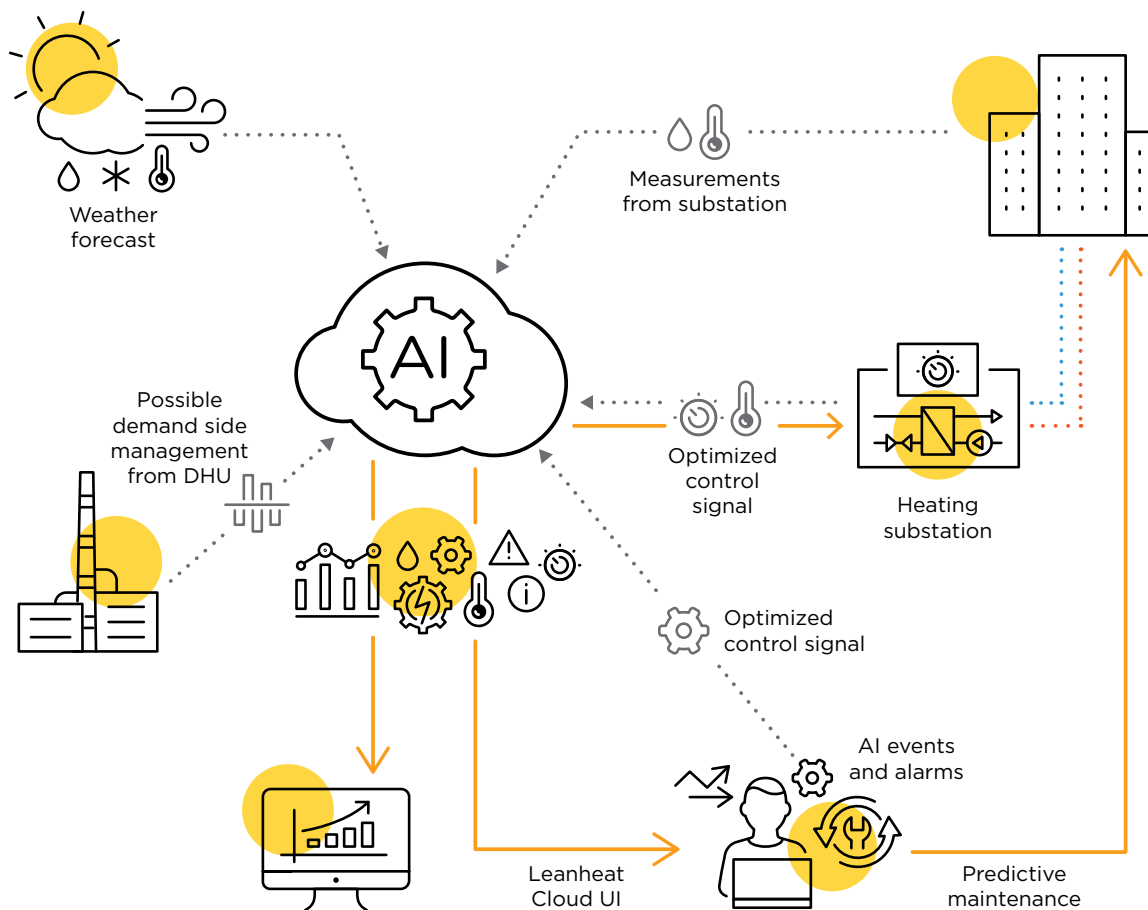 Weather
forecast
Measurements
from substation
AI
Possible
demand side
management
from DHU
Optimized
control
signal
Heating
substation
Optimized
control signal
AI events
and alarms
Leanheat
Cloud UI
Predictive
maintenance